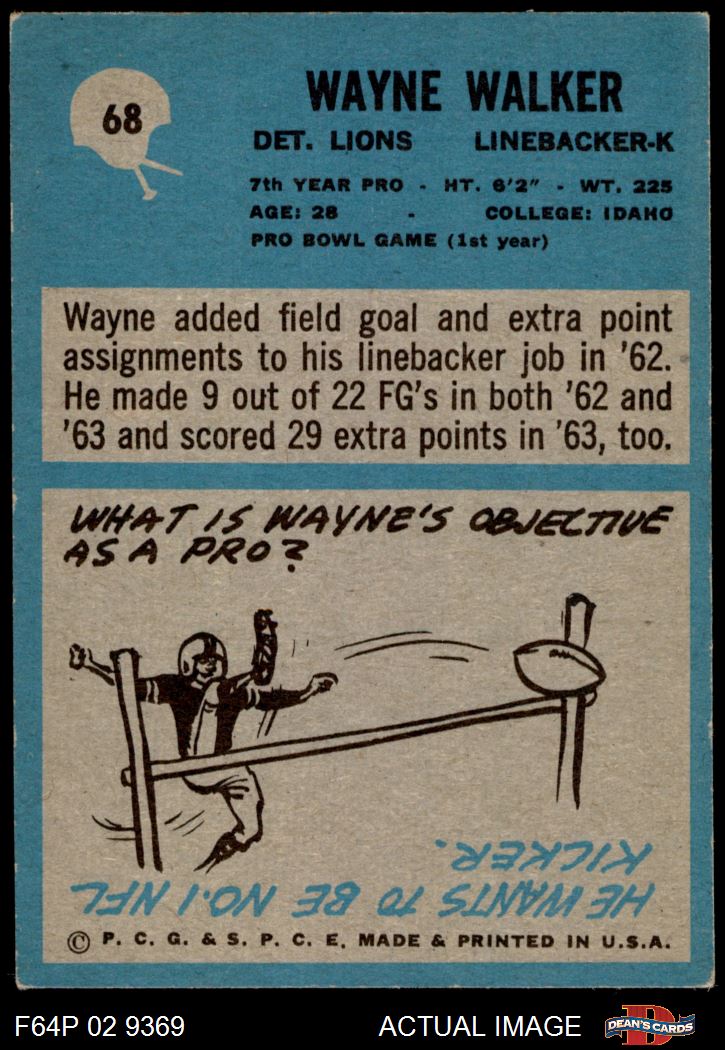 68
WAYNE WALKER
DET. LIONS LINEBACKER-K
7th YEAR PRO - HT. 6'2" - WT. 225
AGE: 28 - COLLEGE: IDAHO
PRO BOWL GAME (1st year)
Wayne added field goal and extra point
assignments to his linebacker job in '62.
He made 9 out of 22 FG's in both '62 and
'63 and scored 29 extra points in '63, too.
WHAT IS WAYNE'S OBJECTIVE
AS A PRO?
HE WANTS TO BE NO.1 NFL
KICKER.
© P. C. G. & S. P. C. E. MADE & PRINTED IN U.S.A.
F64P 02 9369 ACTUAL IMAGE
D
DEAN'S CARDS